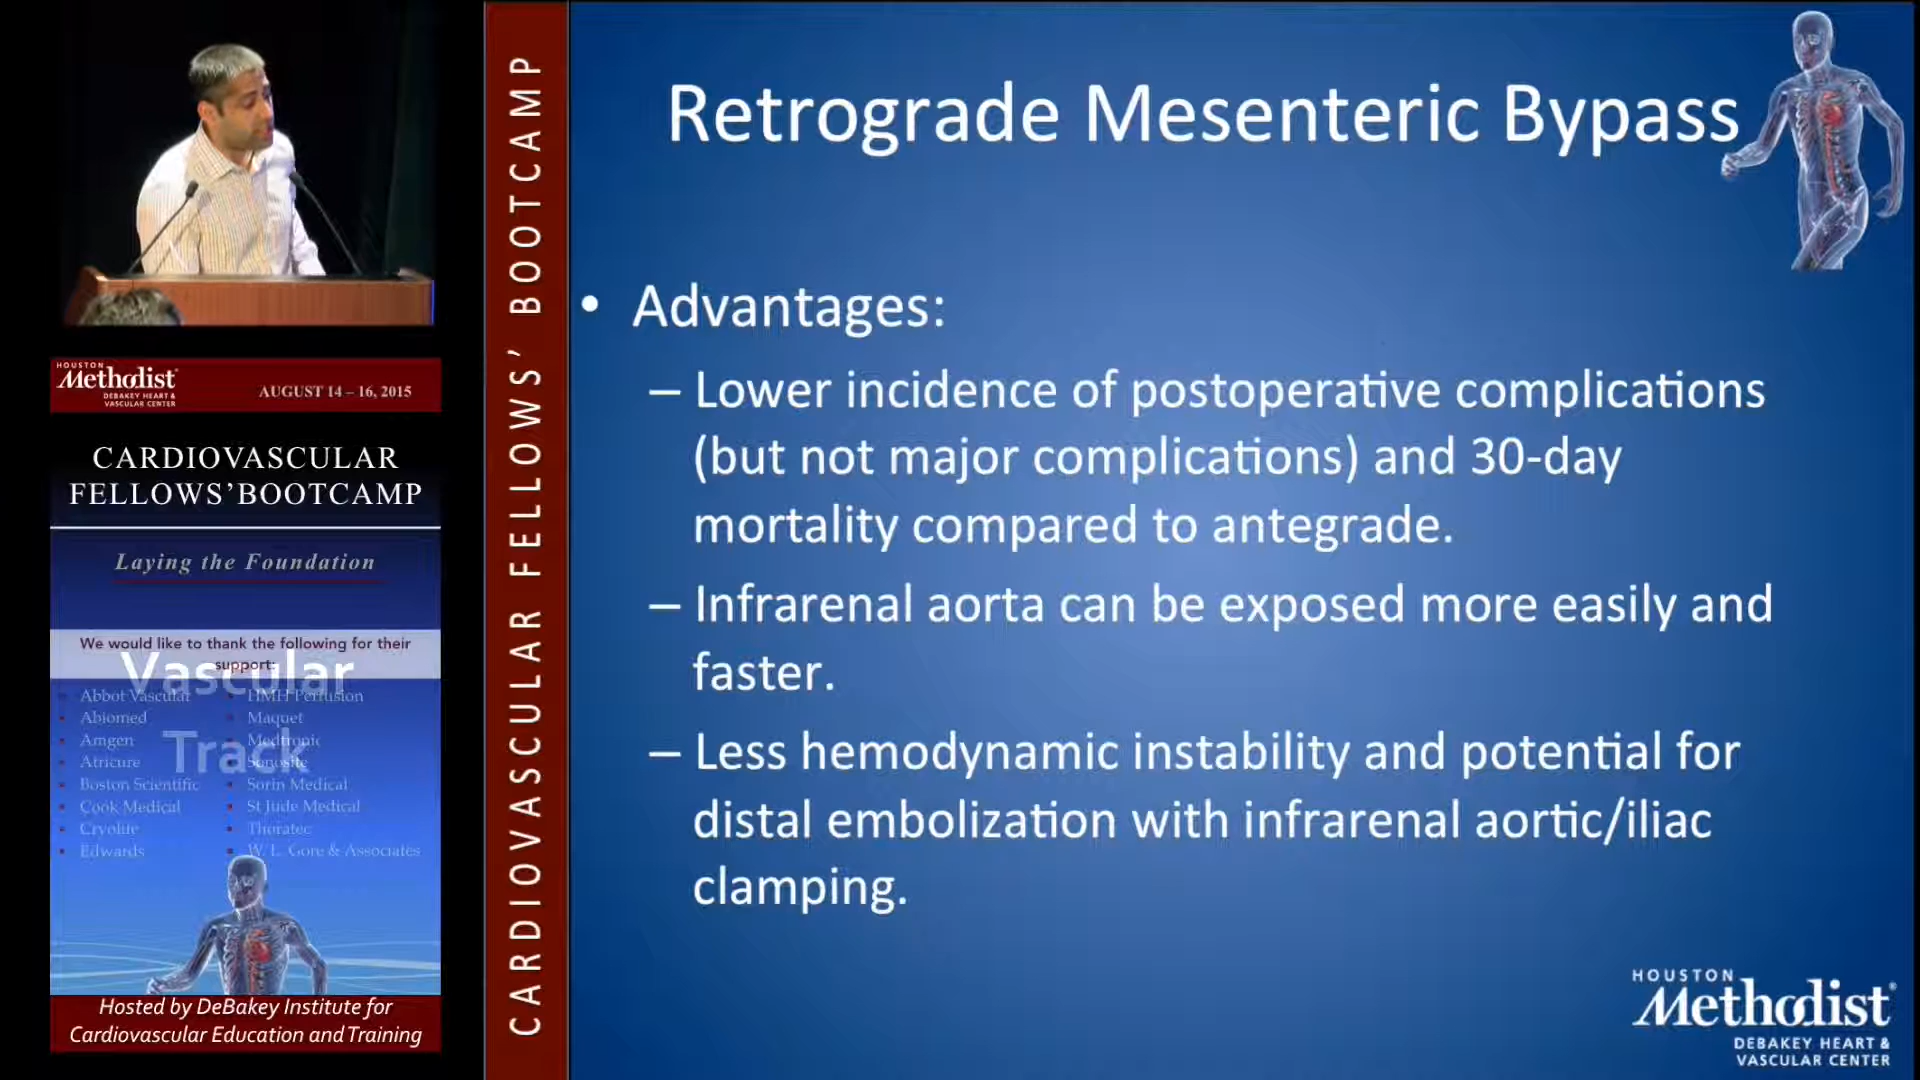 HOUSTON
Methodist
DEBAKEY HEART &
VASCULAR CENTER
AUGUST 14 – 16, 2015
CARDIOVASCULAR
FELLOWS’BOOTCAMP
Laying the Foundation
We would like to thank the following for their
support:
Vascular
Track
• Abbot Vascular
• Abiomed
• Amgen
• Atricure
• Boston Scientific
• Cook Medical
• Cryolife
• Edwards
• HMH Perfusion
• Maquet
• Medtronic
• Sonosite
• Sorin Medical
• St Jude Medical
• Thoratec
• W. L. Gore & Associates
Hosted by DeBakey Institute for
Cardiovascular Education and Training
CARDIOVASCULAR FELLOWS’ BOOTCAMP
Retrograde Mesenteric Bypass
• Advantages:
– Lower incidence of postoperative complications
(but not major complications) and 30-day
mortality compared to antegrade.
– Infrarenal aorta can be exposed more easily and
faster.
– Less hemodynamic instability and potential for
distal embolization with infrarenal aortic/iliac
clamping.
HOUSTON
Methodist®
DEBAKEY HEART &
VASCULAR CENTER